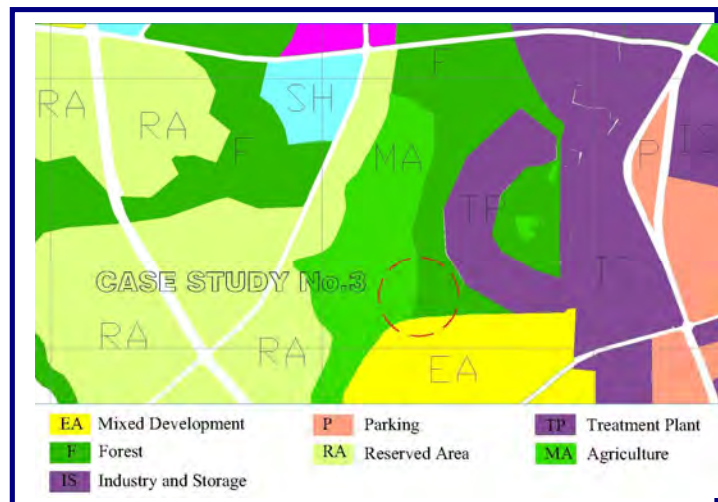 F
RA
SH
RA
MA
F
P
IS
TP
CASE STUDY No.3
RA
RA
EA
EA Mixed Development
P Parking
TP Treatment Plant
F Forest
RA Reserved Area
MA Agriculture
IS Industry and Storage